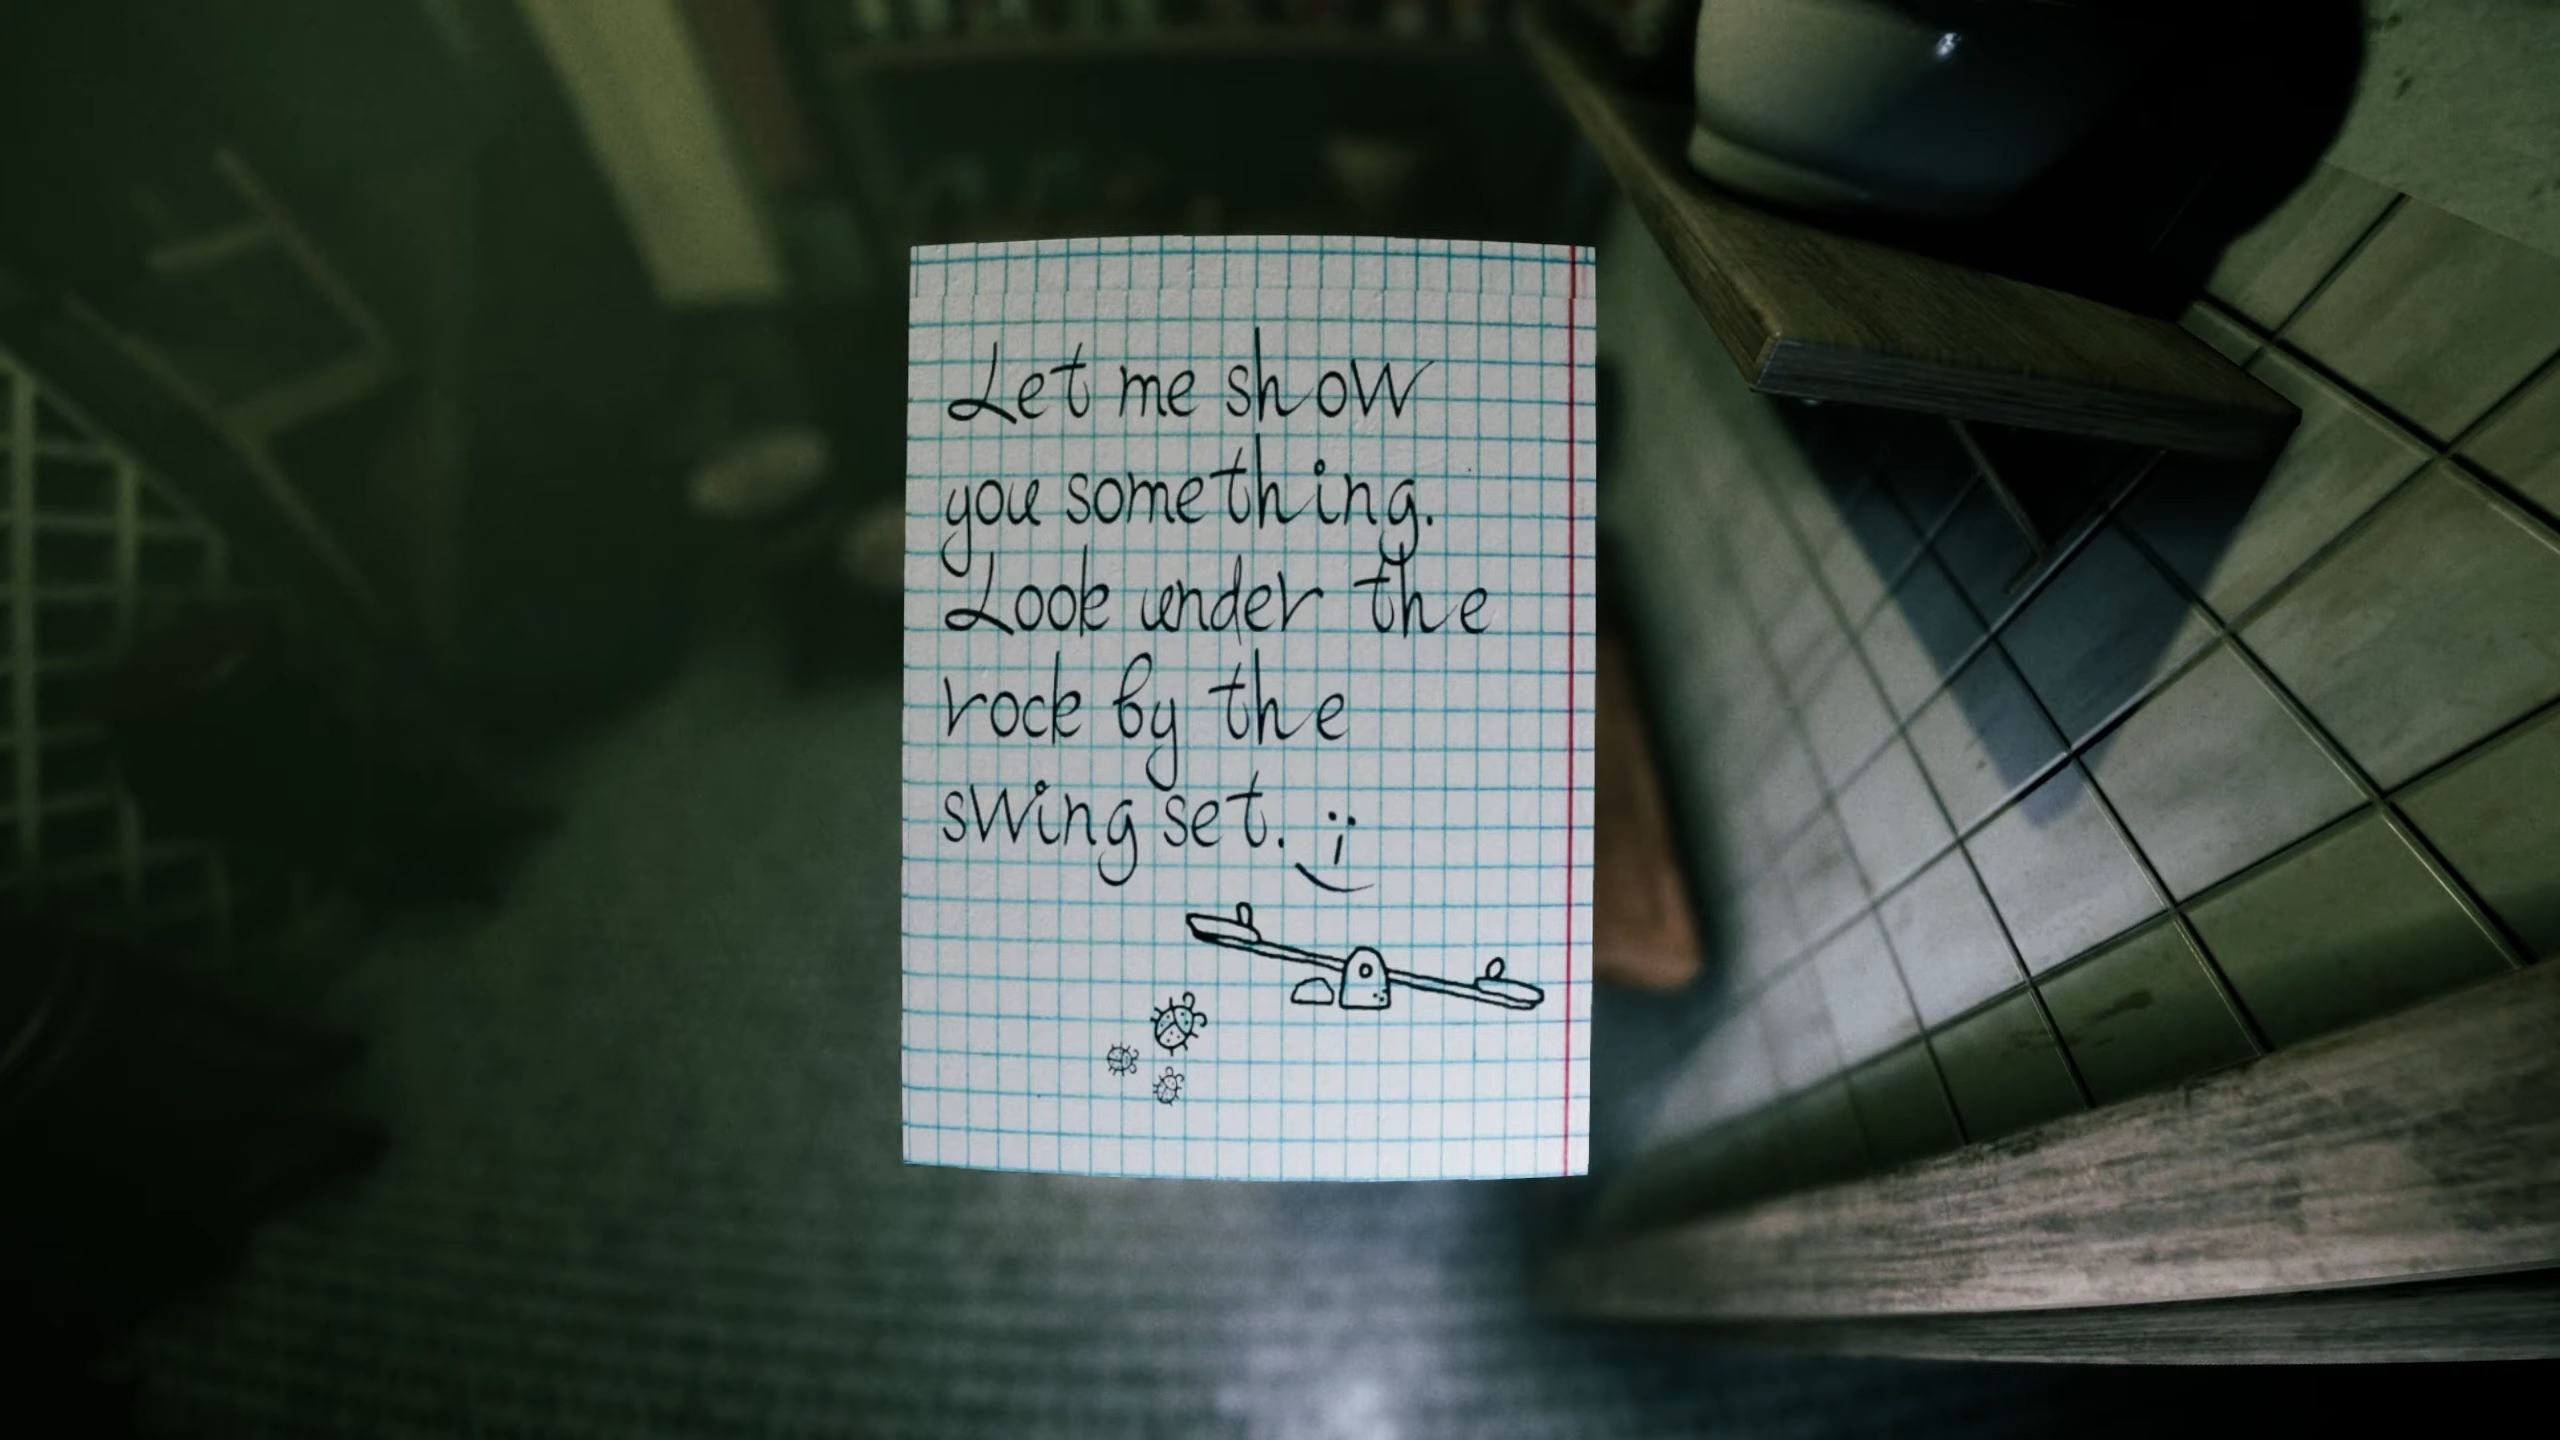 Let me show
you something.
Look under the
rock by the
swing set. :)